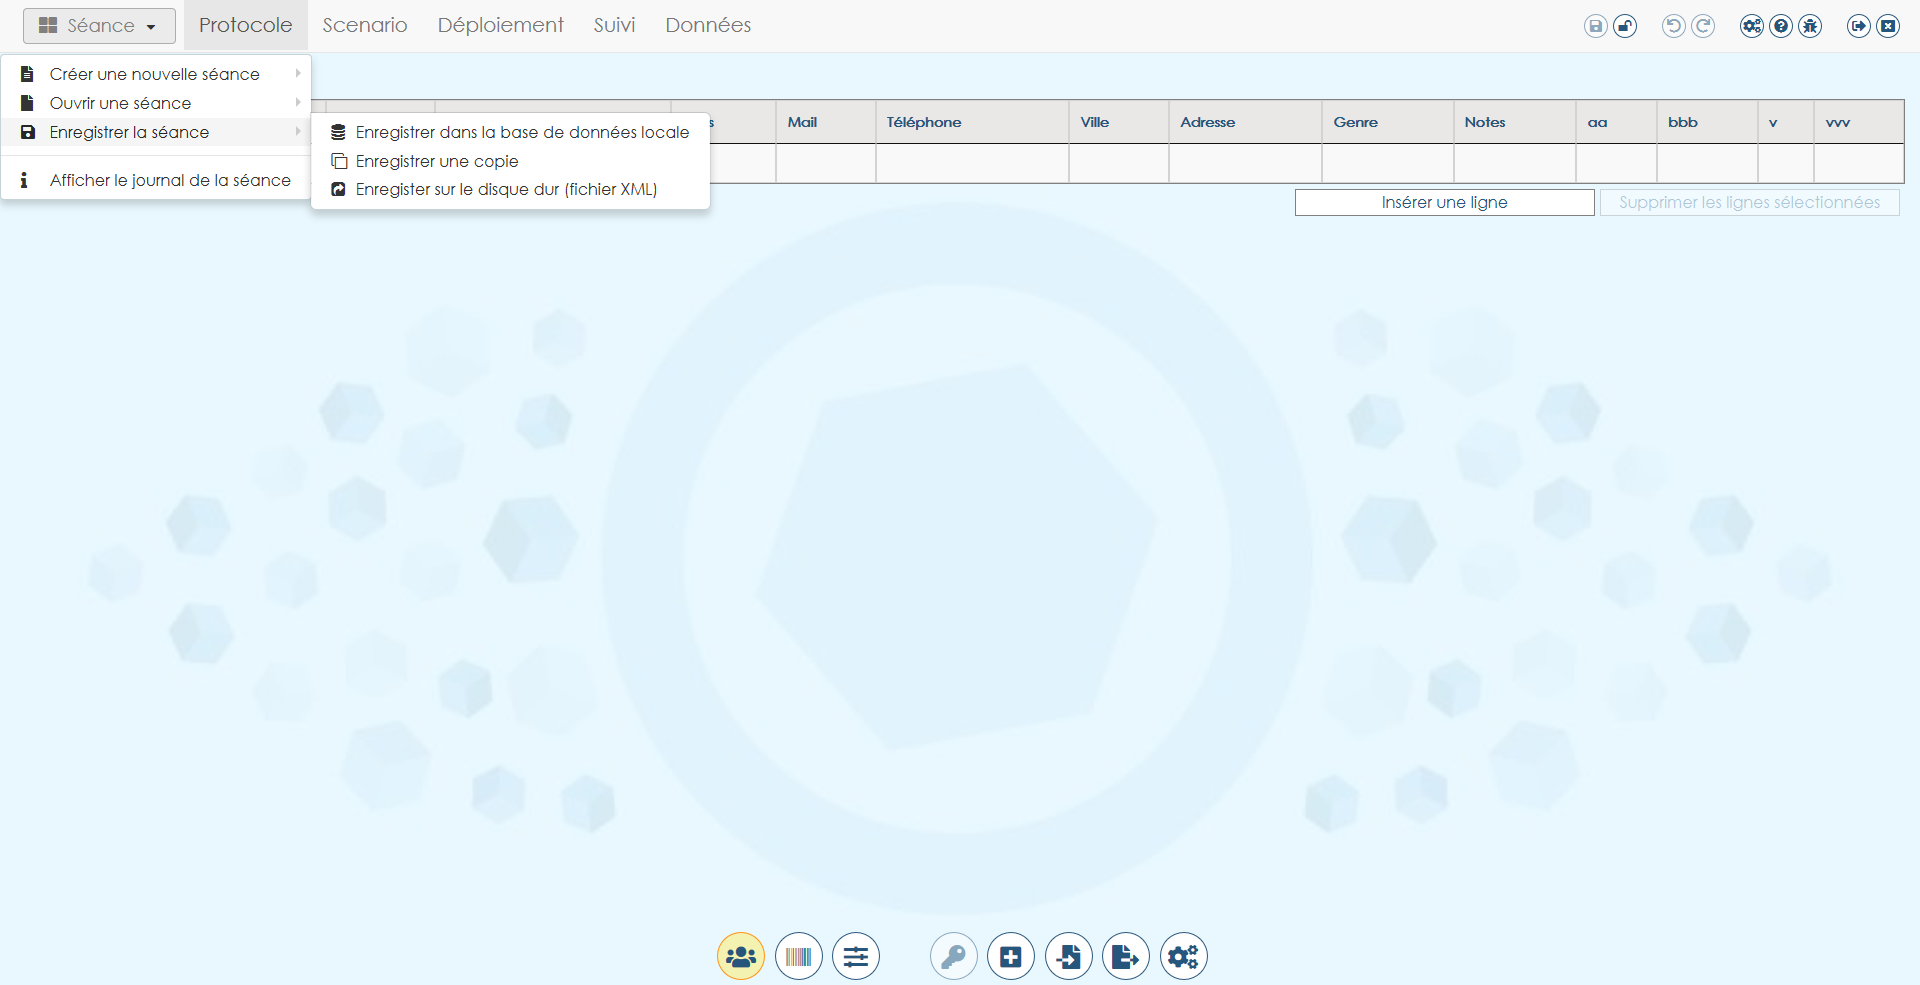 Séance
Protocole
Scenario
Déploiement
Suivi
Données
Créer une nouvelle séance
Ouvrir une séance
Enregistrer la séance
Afficher le journal de la séance
Enregistrer dans la base de données locale
Enregistrer une copie
Enregister sur le disque dur (fichier XML)
s
Mail
Téléphone
Ville
Adresse
Genre
Notes
aa
bbb
v
vvv
Insérer une ligne
Supprimer les lignes sélectionnées